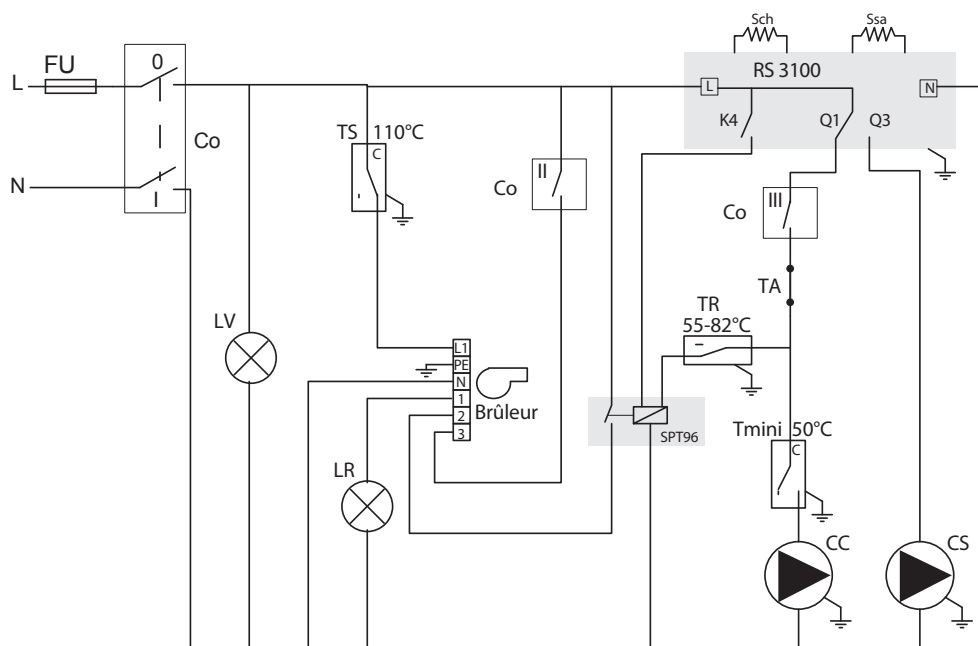 Sch
Ssa
FU
0
RS 3100
L
L
N
K4
Q1
Q3
TS 110°C
Co
C
II
Co
III
N
I
Co
TA
LV
TR
55-82°C
L1
PE
N
1
Brûleur
2
3
SPT96
Tmini 50°C
C
LR
CC
CS